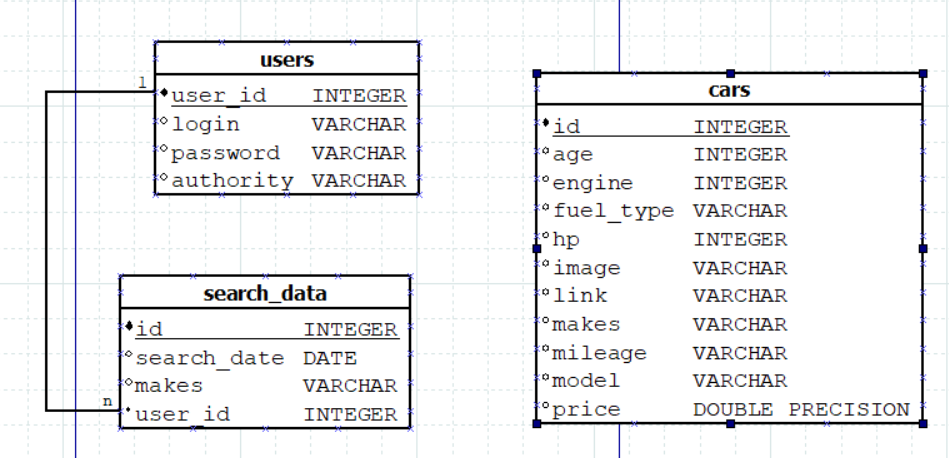 users
1
user_id INTEGER
login VARCHAR
password VARCHAR
authority VARCHAR
search_data
id INTEGER
search_date DATE
makes VARCHAR
n
user_id INTEGER
cars
id INTEGER
age INTEGER
engine INTEGER
fuel_type VARCHAR
hp INTEGER
image VARCHAR
link VARCHAR
makes VARCHAR
mileage VARCHAR
model VARCHAR
price DOUBLE PRECISION